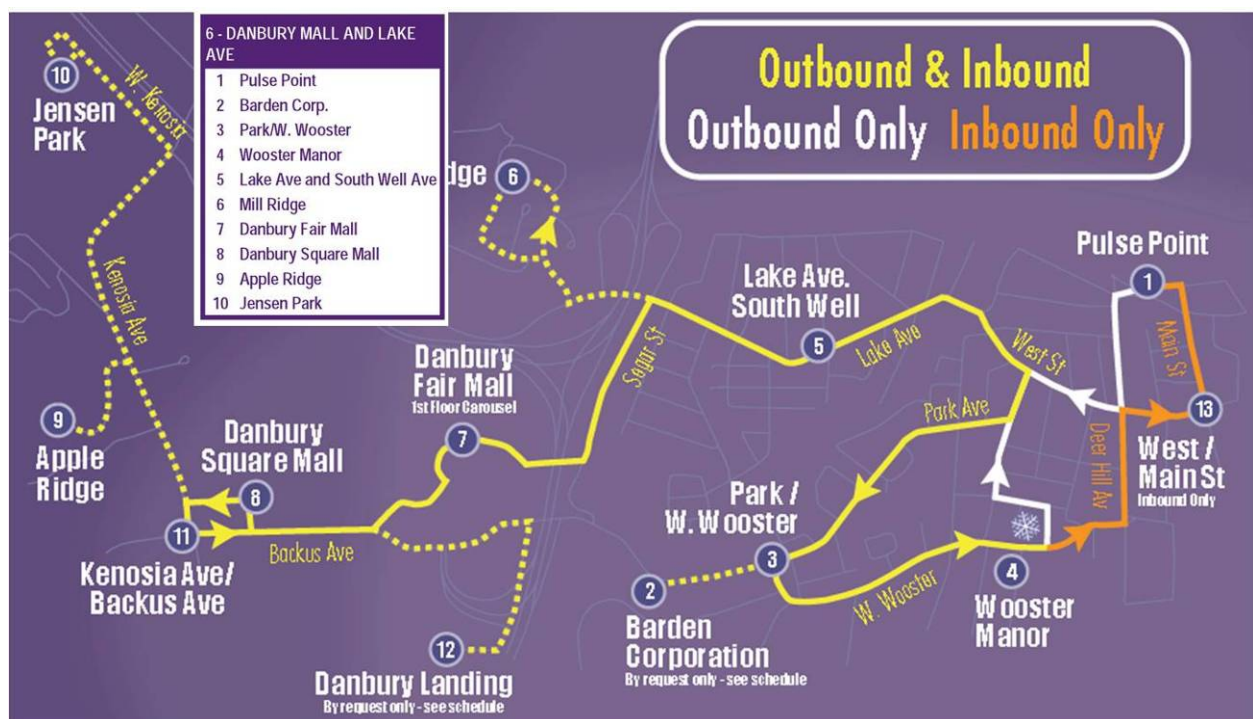 6 - DANBURY MALL AND LAKE
AVE
1 Pulse Point
2 Barden Corp.
3 Park/W. Wooster
4 Wooster Manor
5 Lake Ave and South Well Ave
6 Mill Ridge
7 Danbury Fair Mall
8 Danbury Square Mall
9 Apple Ridge
10 Jensen Park
Outbound & Inbound
Outbound Only Inbound Only
10
Jensen
Park
W. Kenosia
Kenosia Ave
dge
6
Pulse Point
1
Main St
Lake Ave.
South Well
5
Lake Ave
West St
Segar St
Danbury
Fair Mall
1st Floor Carousel
7
Park Ave
13
West /
Main St
Inbound Only
Deer Hill Av
9
Apple
Ridge
Danbury
Square Mall
8
11
Kenosia Ave/
Backus Ave
Backus Ave
Park /
W. Wooster
3
2
Barden
Corporation
By request only - see schedule
W. Wooster
4
Wooster
Manor
12
Danbury Landing
By request only - see schedule